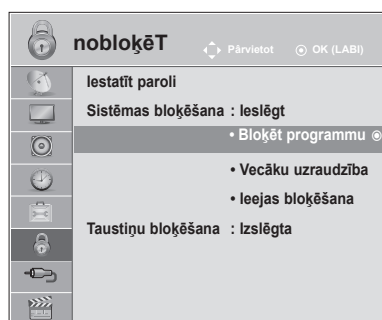 nobloķēT Pārvietot OK (LABI)
Iestatīt paroli
Sistēmas bloķēšana : Ieslēgt
• Bloķēt programmu
• Vecāku uzraudzība
• Ieejas bloķēšana
Taustiņu bloķēšana : Izslēgta